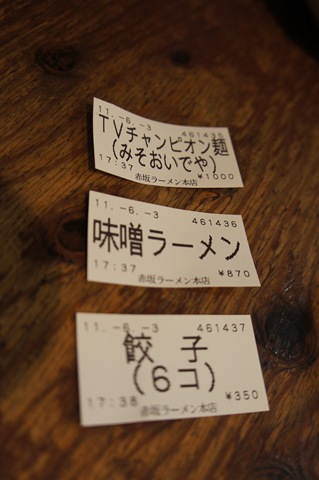 11.-6.-3 461435
TVチャンピオン麺
(みそおいでや)
17:37 ¥1000
赤坂ラーメン本店
11.-6.-3 461436
味噌ラーメン
17:37 ¥870
赤坂ラーメン本店
11.-6.-3 461437
餃子
(6コ)
17:38 ¥350
赤坂ラーメン本店